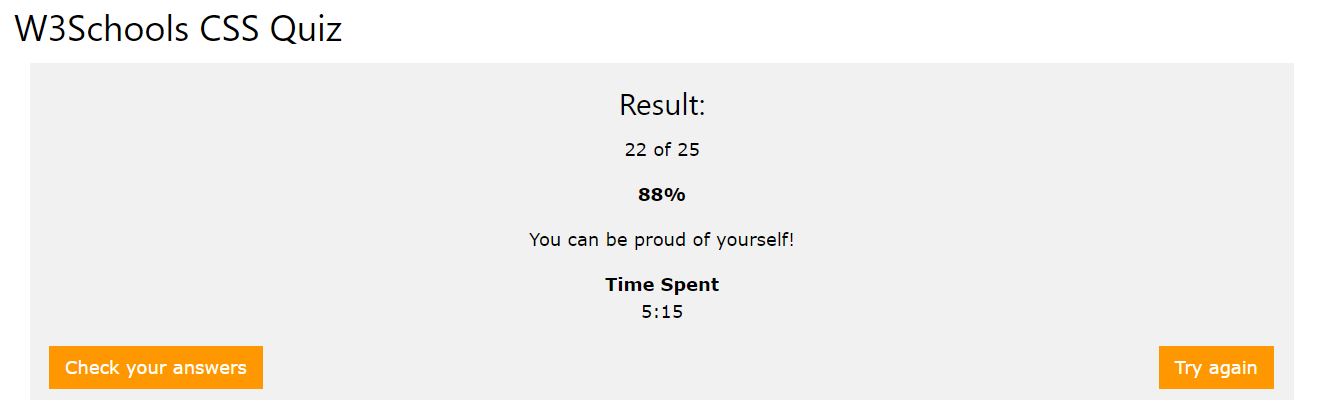 W3Schools CSS Quiz
Result:
22 of 25
88%
You can be proud of yourself!
Time Spent
5:15
Check your answers
Try again